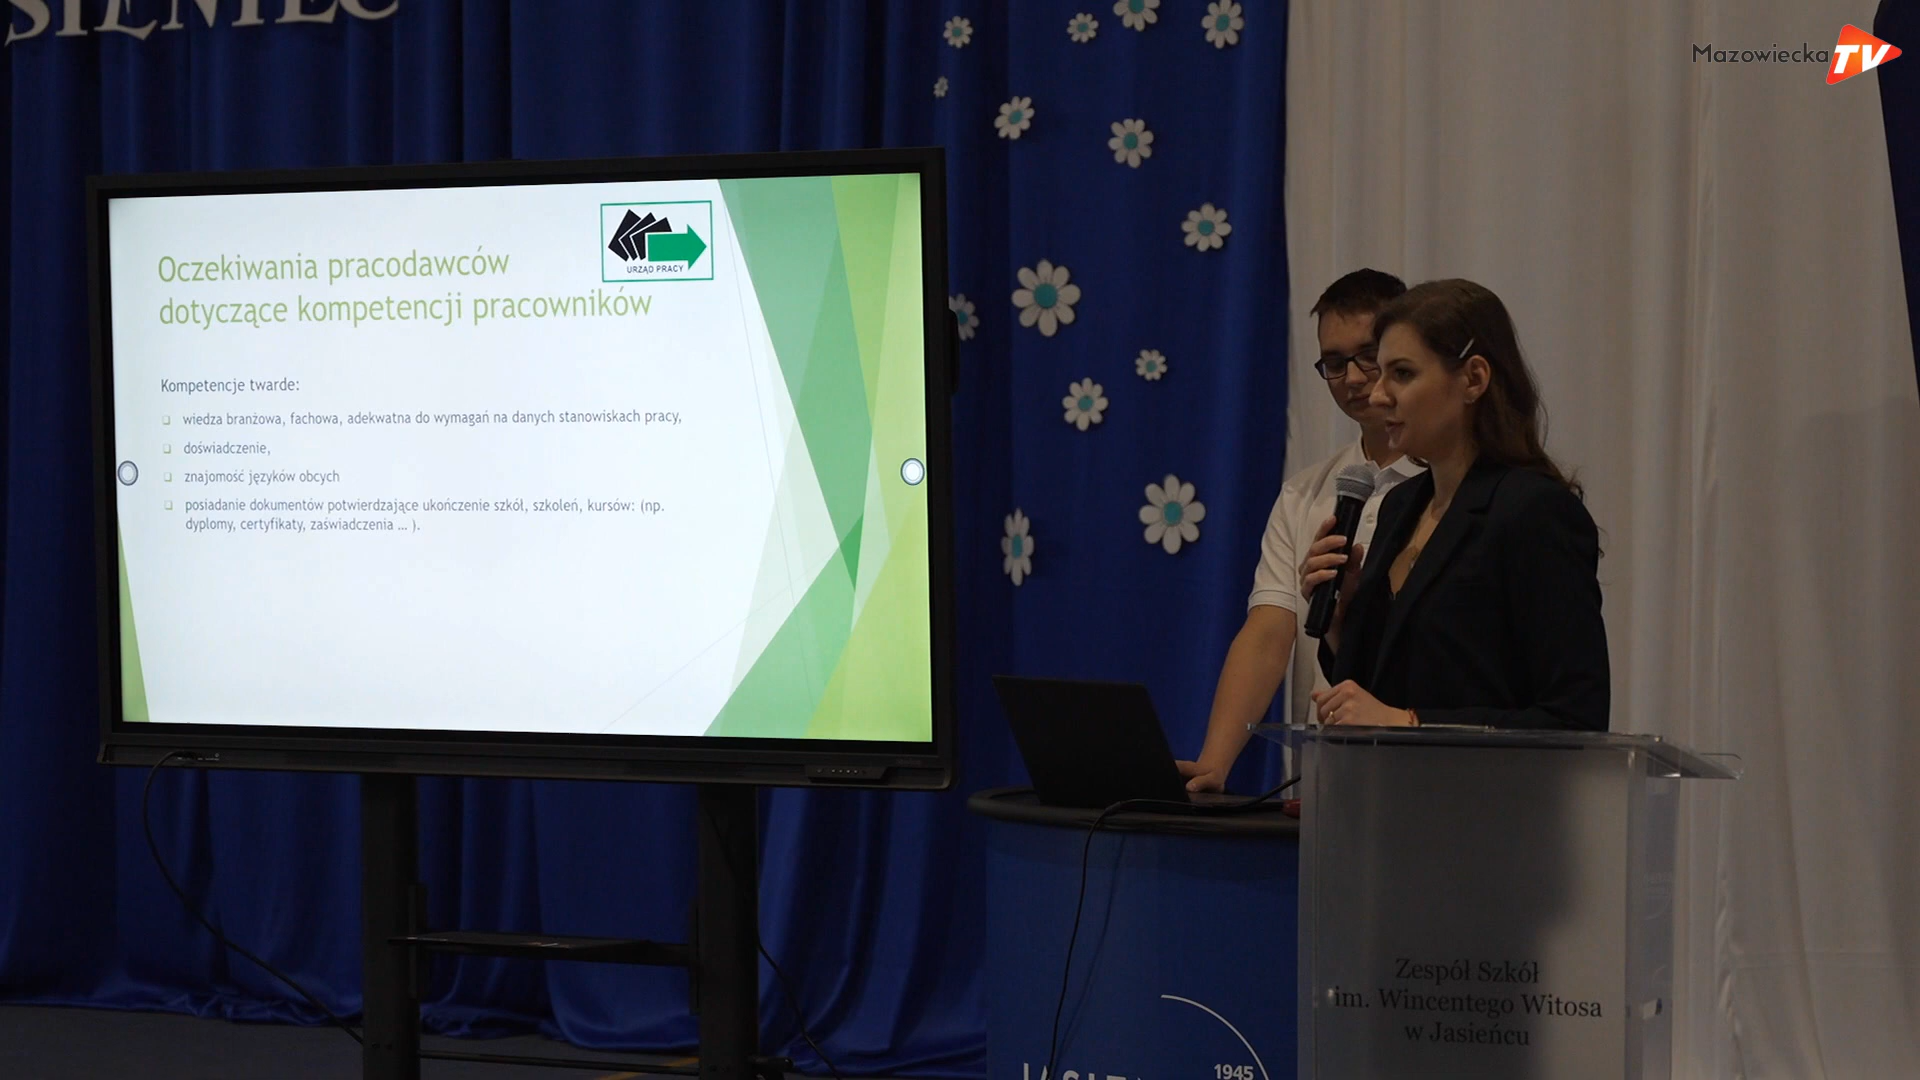 Mazowiecka TV
URZĄD PRACY
Oczekiwania pracodawców
dotyczące kompetencji pracowników
Kompetencje twarde:
wiedza branżowa, fachowa, adekwatna do wymagań na danych stanowiskach pracy,
doświadczenie,
znajomość języków obcych
posiadanie dokumentów potwierdzające ukończenie szkół, szkoleń, kursów: (np.
dyplomy, certyfikaty, zaświadczenia ... ).
Zespół Szkół
im. Wincentego Witosa
w Jasieńcu
1945